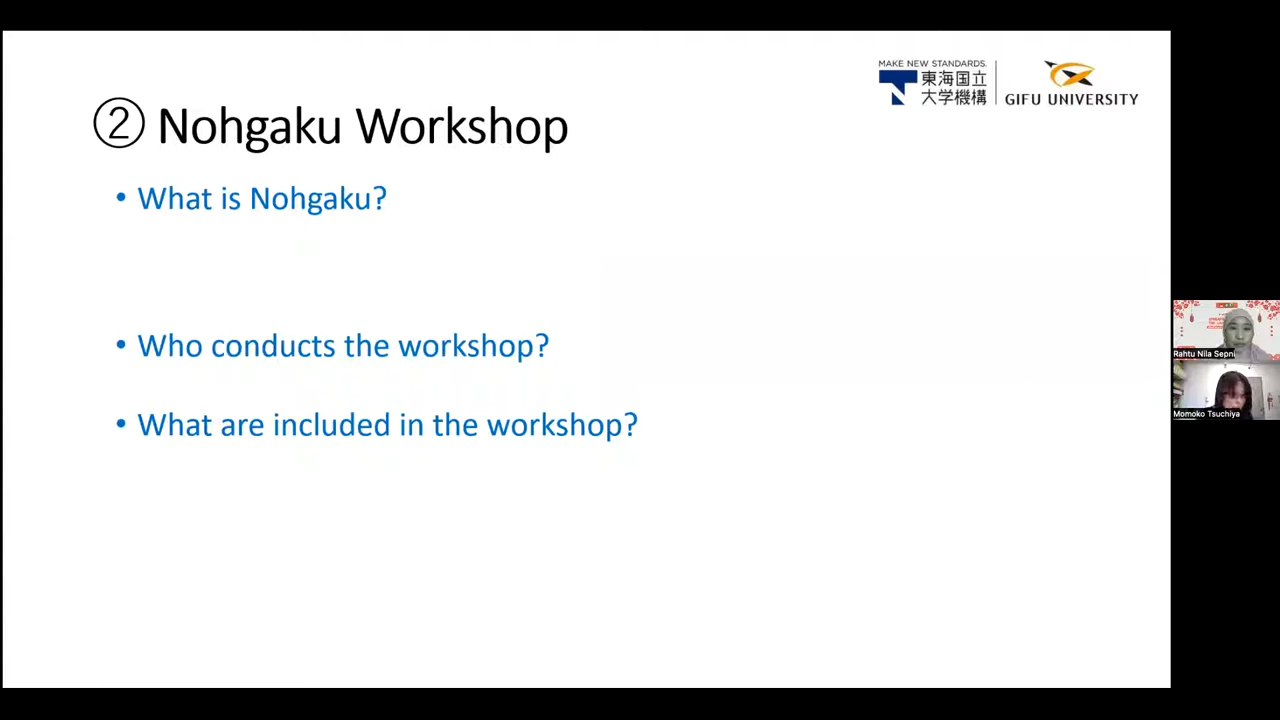 MAKE NEW STANDARDS.
東海国立
大学機構
GIFU UNIVERSITY
② Nohgaku Workshop
• What is Nohgaku?
• Who conducts the workshop?
• What are included in the workshop?
Rahtu Nila Sepni
Momoko Tsuchiya